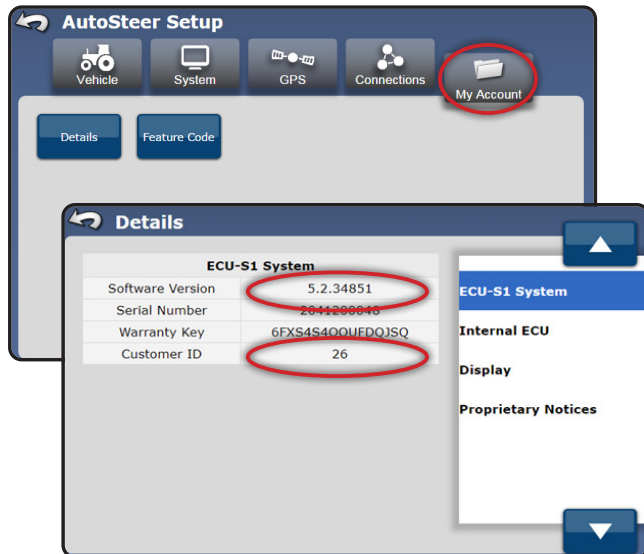 AutoSteer Setup
Vehicle System GPS Connections My Account
Details Feature Code
Details
ECU-S1 System
Software Version 5.2.34851
Serial Number
Warranty Key 6FXS4S4OOUFDQJSQ
Customer ID 26
ECU-S1 System
Internal ECU
Display
Proprietary Notices